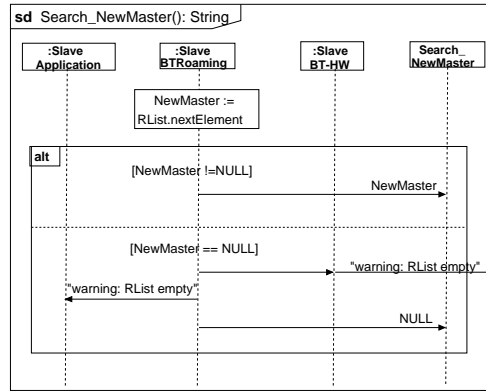 sd Search_NewMaster(): String
:Slave
Application
:Slave
BTRoaming
:Slave
BT-HW
Search_
NewMaster
NewMaster :=
RList.nextElement
alt
[NewMaster !=NULL]
NewMaster
[NewMaster == NULL]
"warning: RList empty"
"warning: RList empty"
NULL